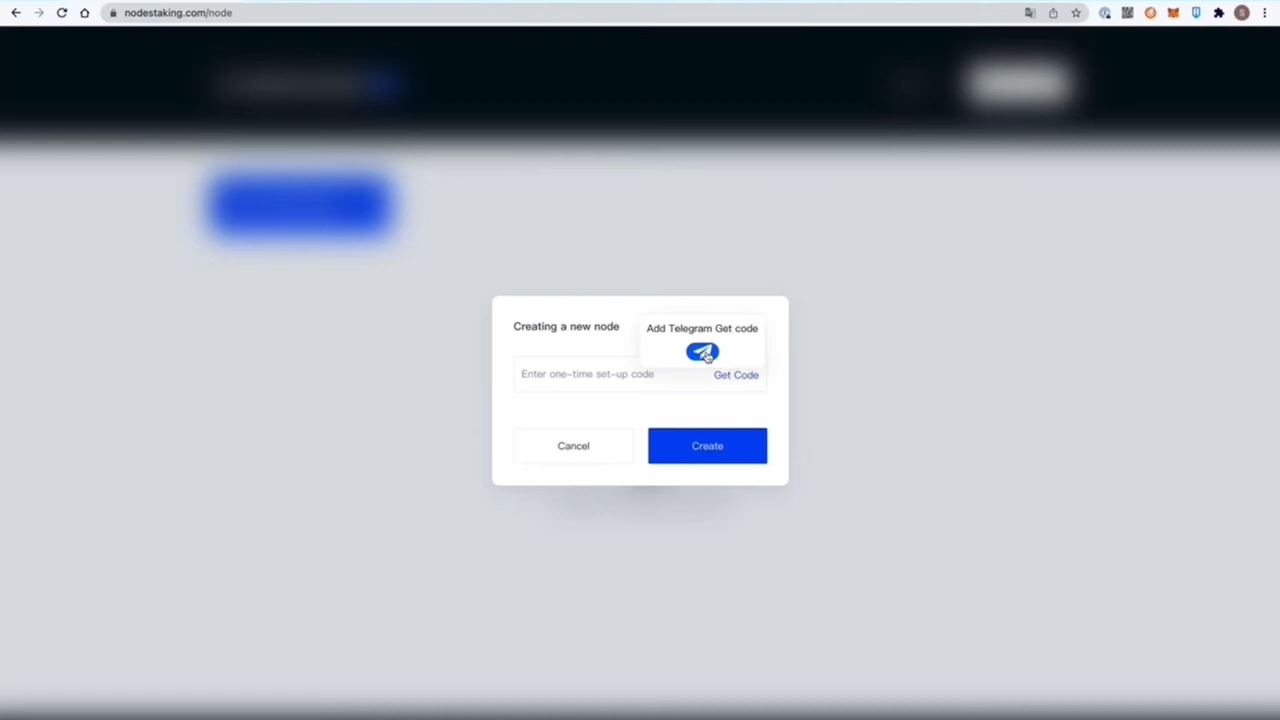 nodestaking.com/node
Creating a new node
Add Telegram Get code
Enter one-time set-up code
Get Code
Cancel
Create